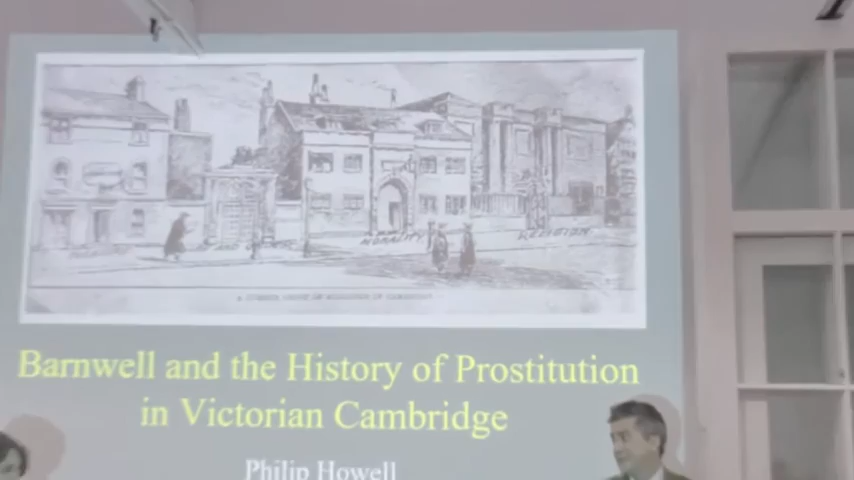 MORALITY
RELIGION
Barnwell and the History of Prostitution
in Victorian Cambridge
Philip Howell